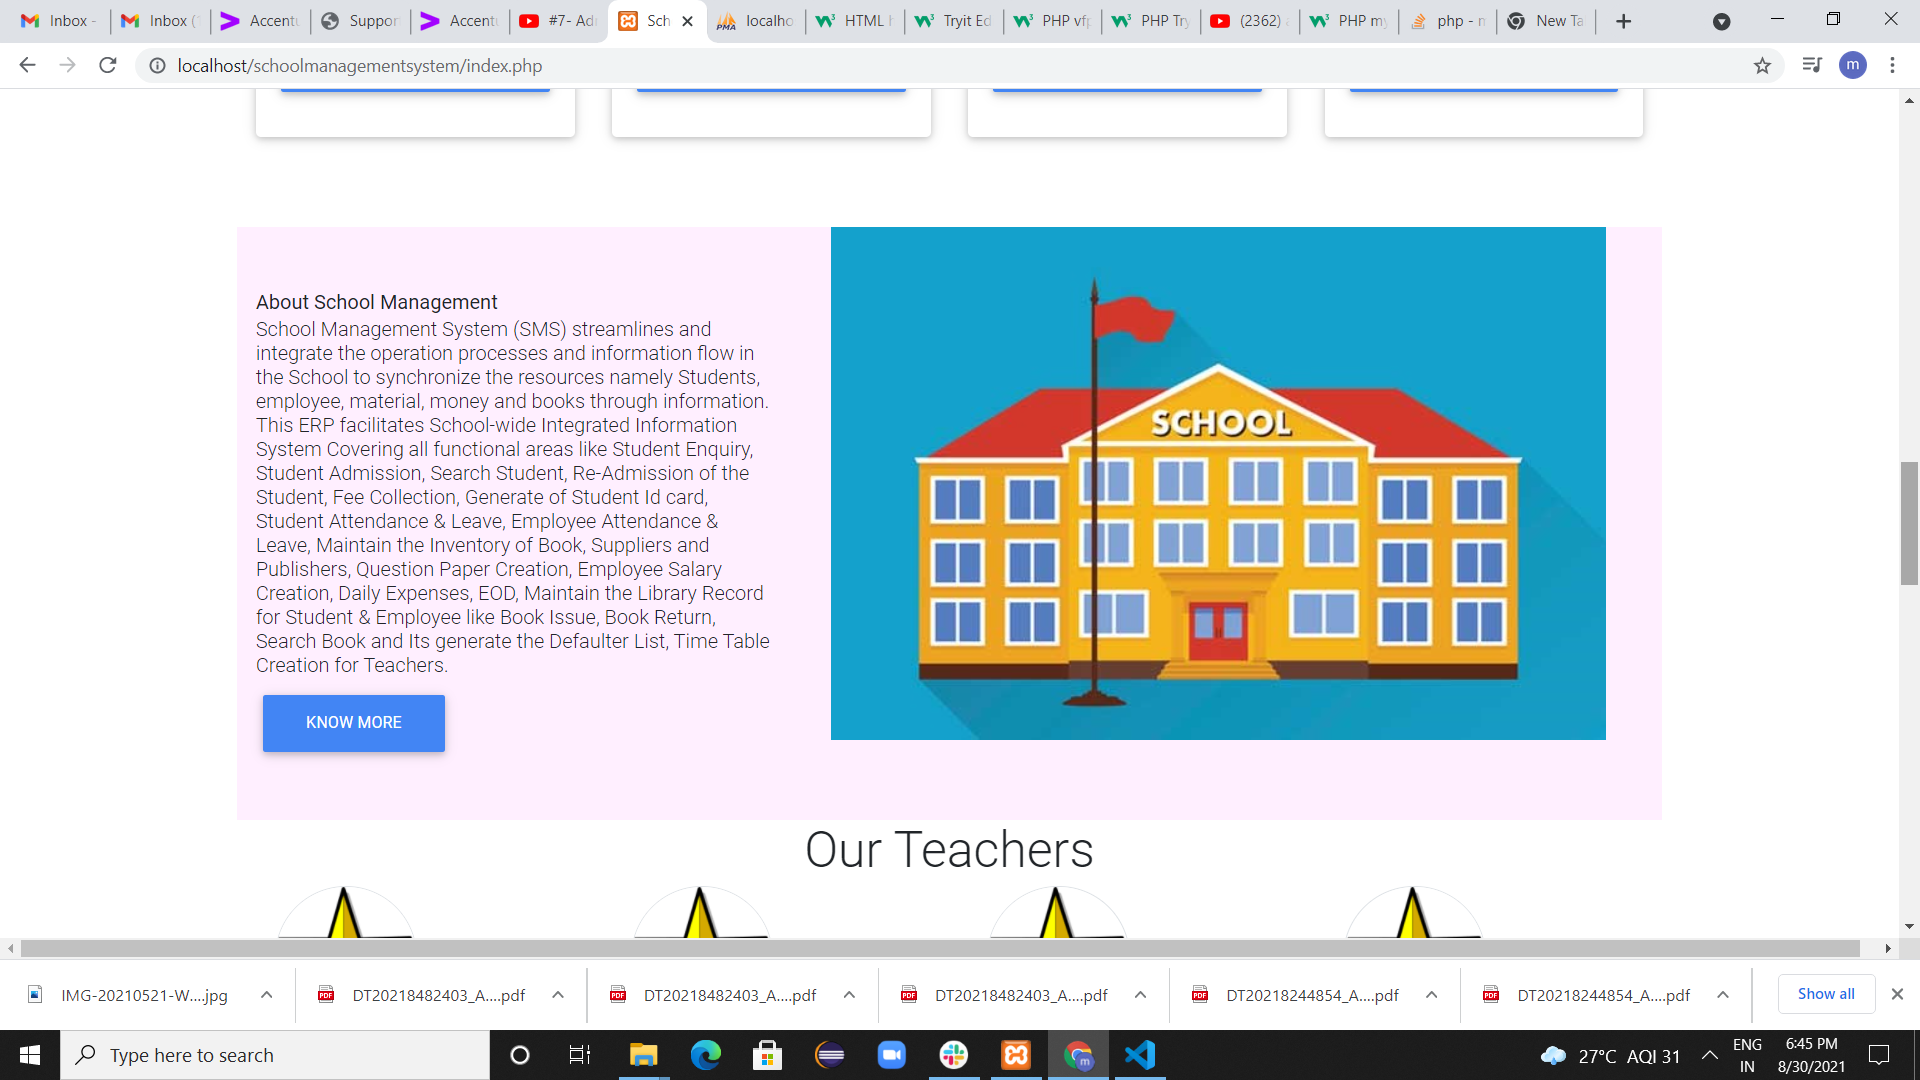 Inbox -
Inbox (
Accent
Suppor
Accent
#7- Ad
Sch
localho
HTML
Tryit Ed
PHP vf
PHP Try
(2362)
PHP my
php - m
New Ta
localhost/schoolmanagementsystem/index.php
m
About School Management
School Management System (SMS) streamlines and
integrate the operation processes and information flow in
the School to synchronize the resources namely Students,
employee, material, money and books through information.
This ERP facilitates School-wide Integrated Information
System Covering all functional areas like Student Enquiry,
Student Admission, Search Student, Re-Admission of the
Student, Fee Collection, Generate of Student Id card,
Student Attendance & Leave, Employee Attendance &
Leave, Maintain the Inventory of Book, Suppliers and
Publishers, Question Paper Creation, Employee Salary
Creation, Daily Expenses, EOD, Maintain the Library Record
for Student & Employee like Book Issue, Book Return,
Search Book and Its generate the Defaulter List, Time Table
Creation for Teachers.
KNOW MORE
SCHOOL
Our Teachers
IMG-20210521-W....jpg
DT20218482403_A....pdf
DT20218482403_A....pdf
DT20218482403_A....pdf
DT20218244854_A....pdf
DT20218244854_A....pdf
Show all
Type here to search
27°C AQI 31
ENG
IN
6:45 PM
8/30/2021